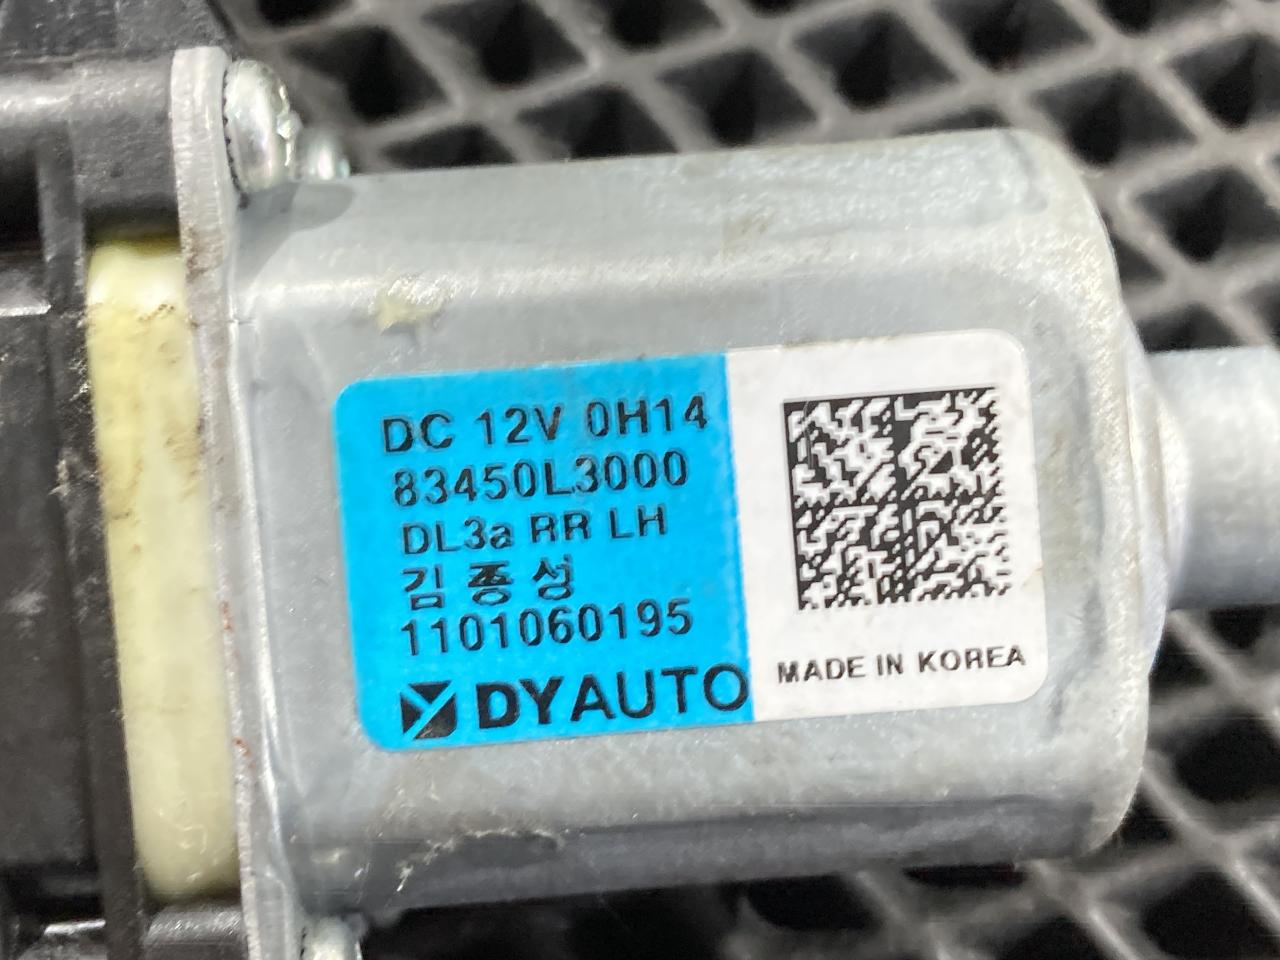 DC 12V 0H14
83450L3000
DL3a RR LH
김종성
1101060195
DYAUTO
MADE IN KOREA